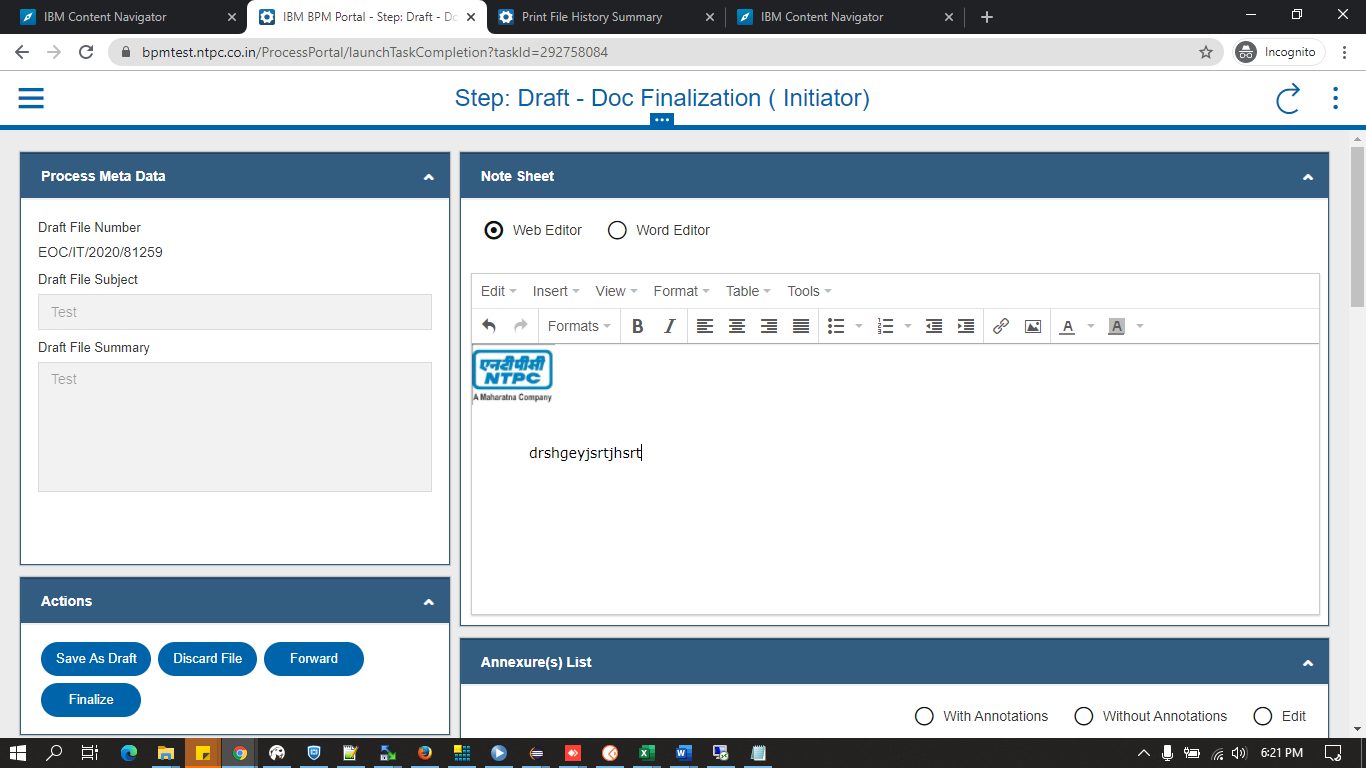 IBM Content Navigator
IBM BPM Portal - Step: Draft - Do
Print File History Summary
IBM Content Navigator
bpmtest.ntpc.co.in/ProcessPortal/launchTaskCompletion?taskId=292758084
Incognito
Step: Draft - Doc Finalization ( Initiator)
Process Meta Data
Draft File Number
EOC/IT/2020/81259
Draft File Subject
Test
Draft File Summary
Test
Actions
Save As Draft Discard File Forward
Finalize
Note Sheet
Web Editor Word Editor
Edit Insert View Format Table Tools
Formats B I A A
एनटीपीसी
NTPC
A Maharatna Company
drshgeyjsrtjhsrt
Annexure(s) List
With Annotations Without Annotations Edit
6:21 PM